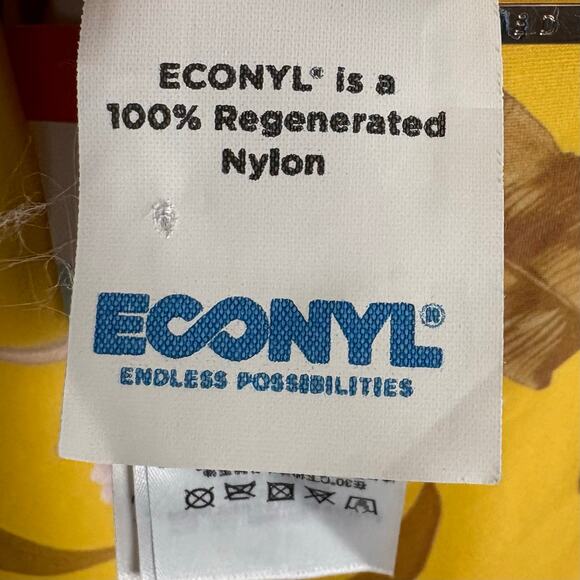 ECONYL® is a
100% Regenerated
Nylon
ECONYL®
ENDLESS POSSIBILITIES